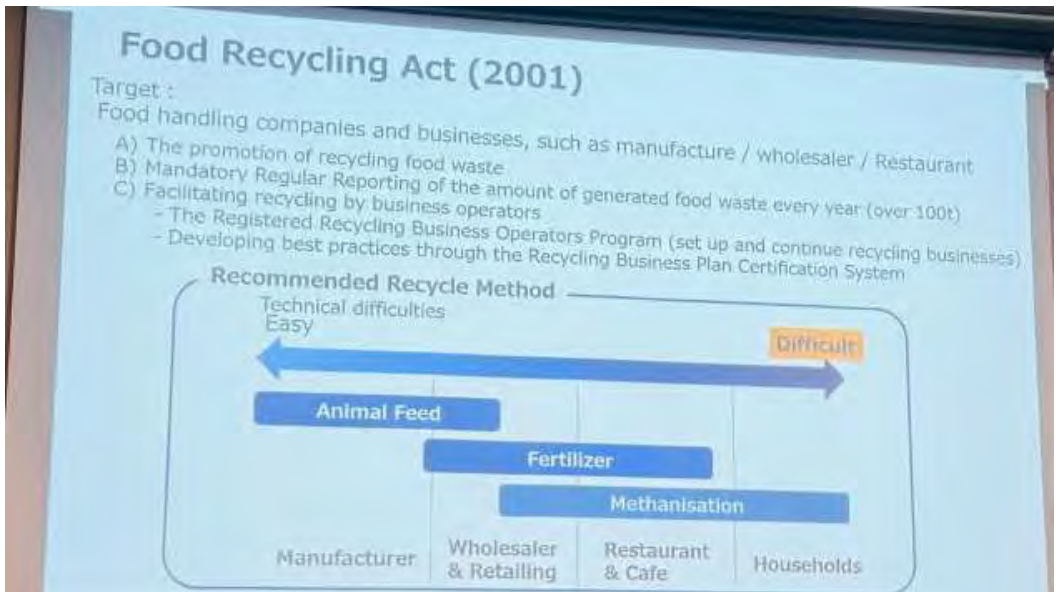 Food Recycling Act (2001)
Target :
Food handling companies and businesses, such as manufacture / wholesaler / Restaurant
A) The promotion of recycling food waste
B) Mandatory Regular Reporting of the amount of generated food waste every year (over 100t)
C) Facilitating recycling by business operators
- The Registered Recycling Business Operators Program (set up and continue recycling businesses)
- Developing best practices through the Recycling Business Plan Certification System
Recommended Recycle Method
Technical difficulties
Easy
Difficult
Animal Feed
Fertilizer
Methanisation
Manufacturer
Wholesaler
& Retailing
Restaurant
& Cafe
Households